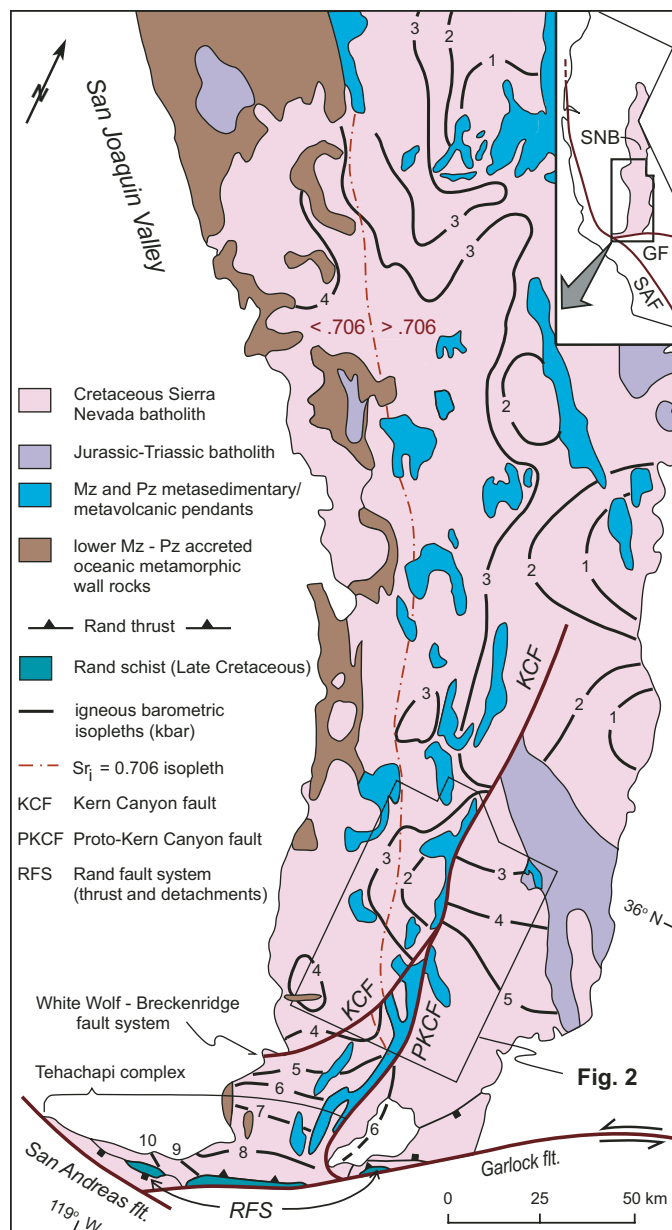 3
2
1
N
San Joaquin Valley
SNB
GF
SAF
3
3
4
< .706
> .706
2
Cretaceous Sierra
Nevada batholith
Jurassic-Triassic batholith
Mz and Pz metasedimentary/
metavolcanic pendants
lower Mz - Pz accreted
oceanic metamorphic
wall rocks
Rand thrust
Rand schist (Late Cretaceous)
igneous barometric
isopleths (kbar)
Sri = 0.706 isopleth
KCF Kern Canyon fault
PKCF Proto-Kern Canyon fault
RFS Rand fault system
(thrust and detachments)
2
1
3
KCF
3
2
1
3
2
3
4
36° N
4
5
KCF
PKCF
White Wolf - Breckenridge
fault system
4
5
6
7
Fig. 2
Tehachapi complex
6
10
9
8
San Andreas flt.
Garlock flt.
RFS
119° W
0 25 50 km